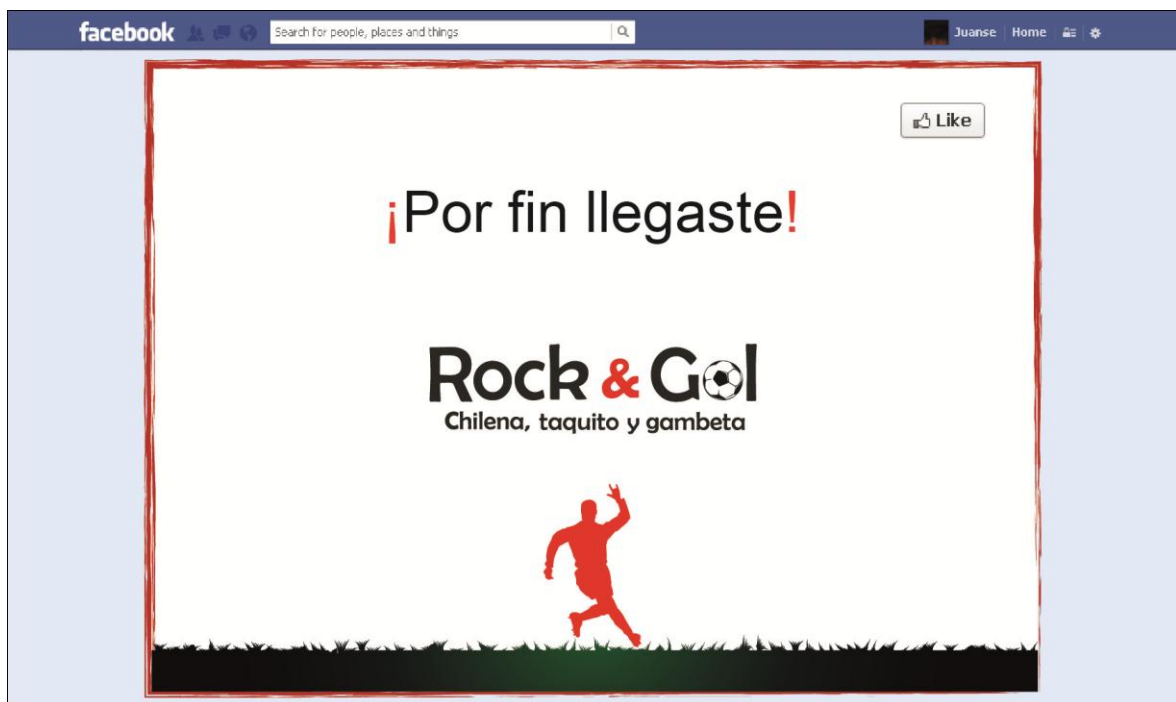 facebook
Search for people, places and things
Juanse Home
Like
¡Por fin llegaste!
Rock & Gol
Chilena, taquito y gambeta